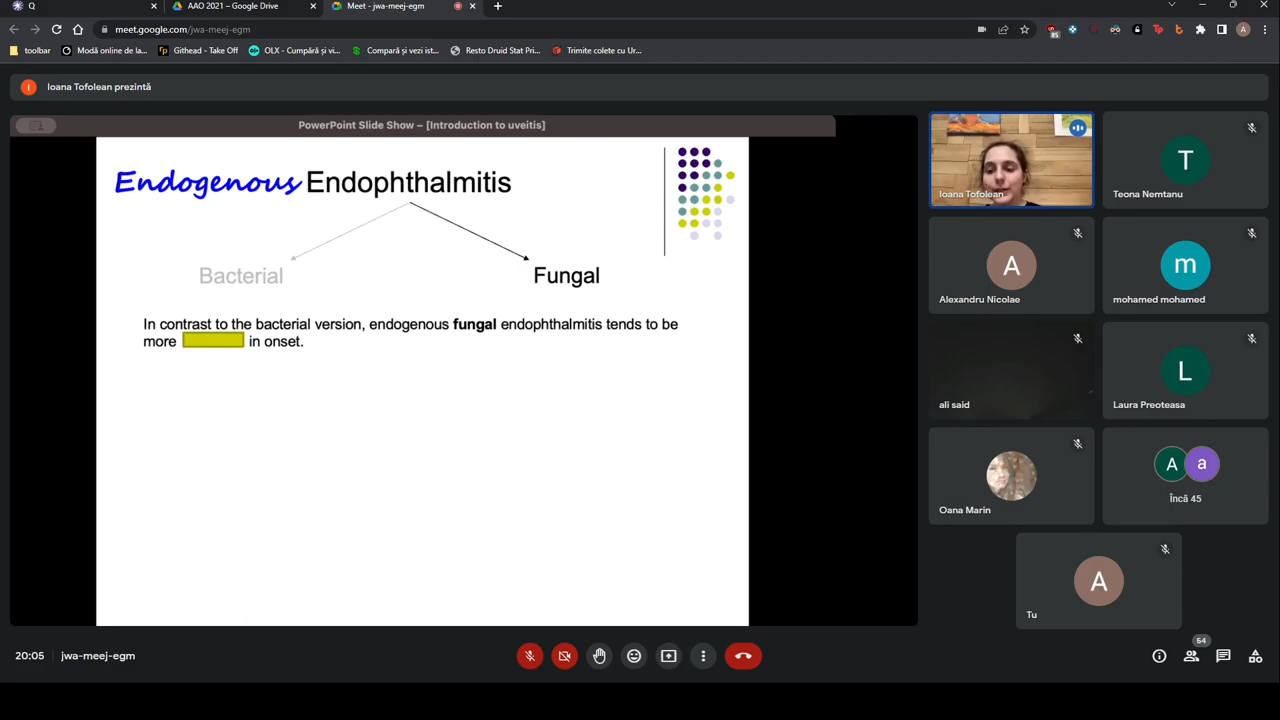 Q
AAO 2021 – Google Drive
Meet - jwa-meej-egm
meet.google.com/jwa-meej-egm
85
A
toolbar
Modă online de la...
Githead - Take Off
OLX - Cumpără și vi...
Compară și vezi ist...
Resto Druid Stat Pri...
Trimite colete cu Ur...
I
Ioana Tofolean prezintă
PowerPoint Slide Show – [Introduction to uveitis]
Endogenous Endophthalmitis
Bacterial
Fungal
In contrast to the bacterial version, endogenous fungal endophthalmitis tends to be
more
in onset.
Ioana Tofolean
T
Teona Nemtanu
A
Alexandru Nicolae
m
mohamed mohamed
ali said
L
Laura Preoteasa
Oana Marin
A
a
Încă 45
A
Tu
20:05
jwa-meej-egm
54